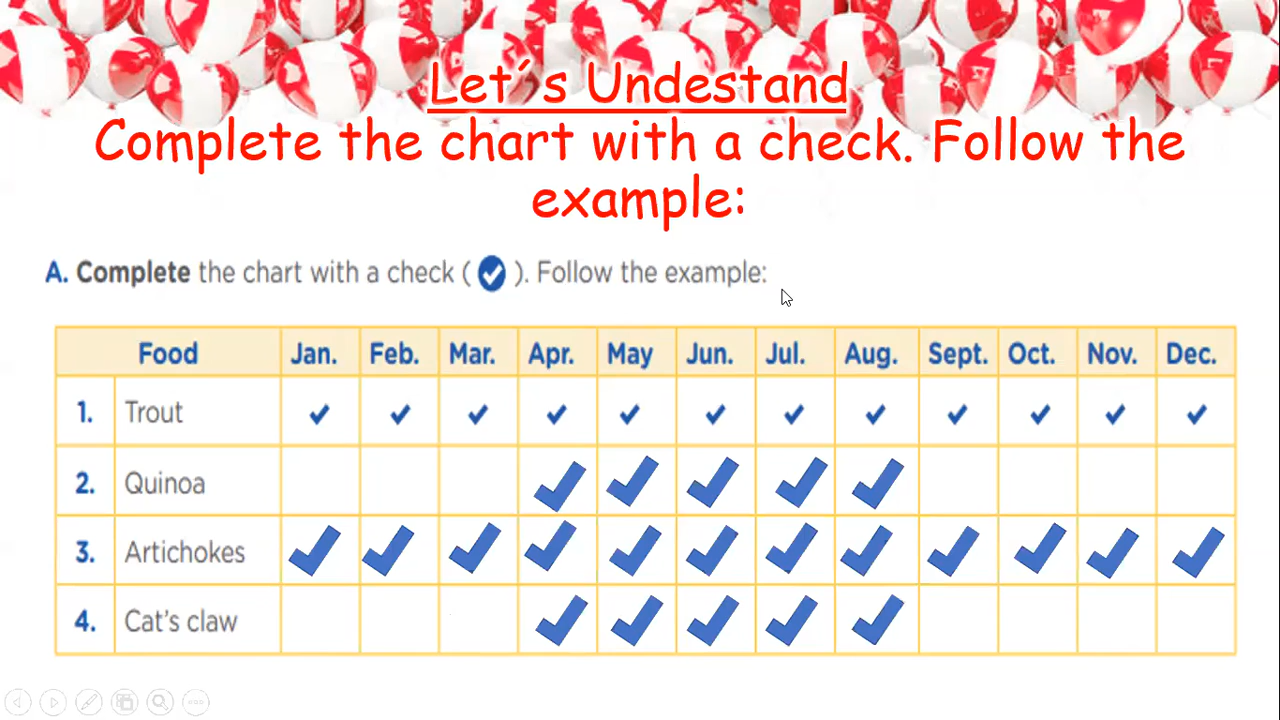 Let´s Undestand
Complete the chart with a check. Follow the
example:
A. Complete the chart with a check ( ✔ ). Follow the example:
Food Jan. Feb. Mar. Apr. May Jun. Jul. Aug. Sept. Oct. Nov. Dec.
1. Trout ✔ ✔ ✔ ✔ ✔ ✔ ✔ ✔ ✔ ✔ ✔ ✔
2. Quinoa ✔ ✔ ✔ ✔ ✔
3. Artichokes ✔ ✔ ✔ ✔ ✔ ✔ ✔ ✔ ✔ ✔ ✔ ✔
4. Cat's claw ✔ ✔ ✔ ✔ ✔